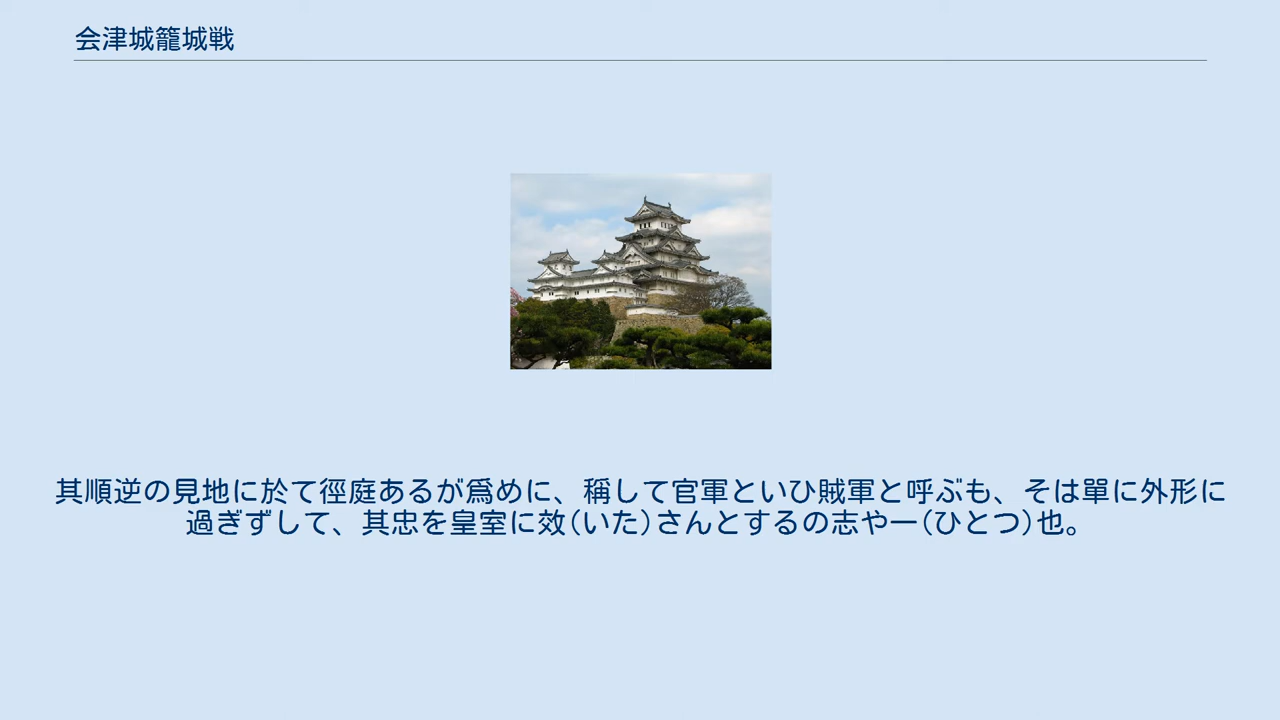 会津城籠城戦
其順逆の見地に於て徑庭あるが爲めに、稱して官軍といひ賊軍と呼ぶも、そは單に外形に
過ぎずして、其忠を皇室に效(いた)さんとするの志や一(ひとつ)也。